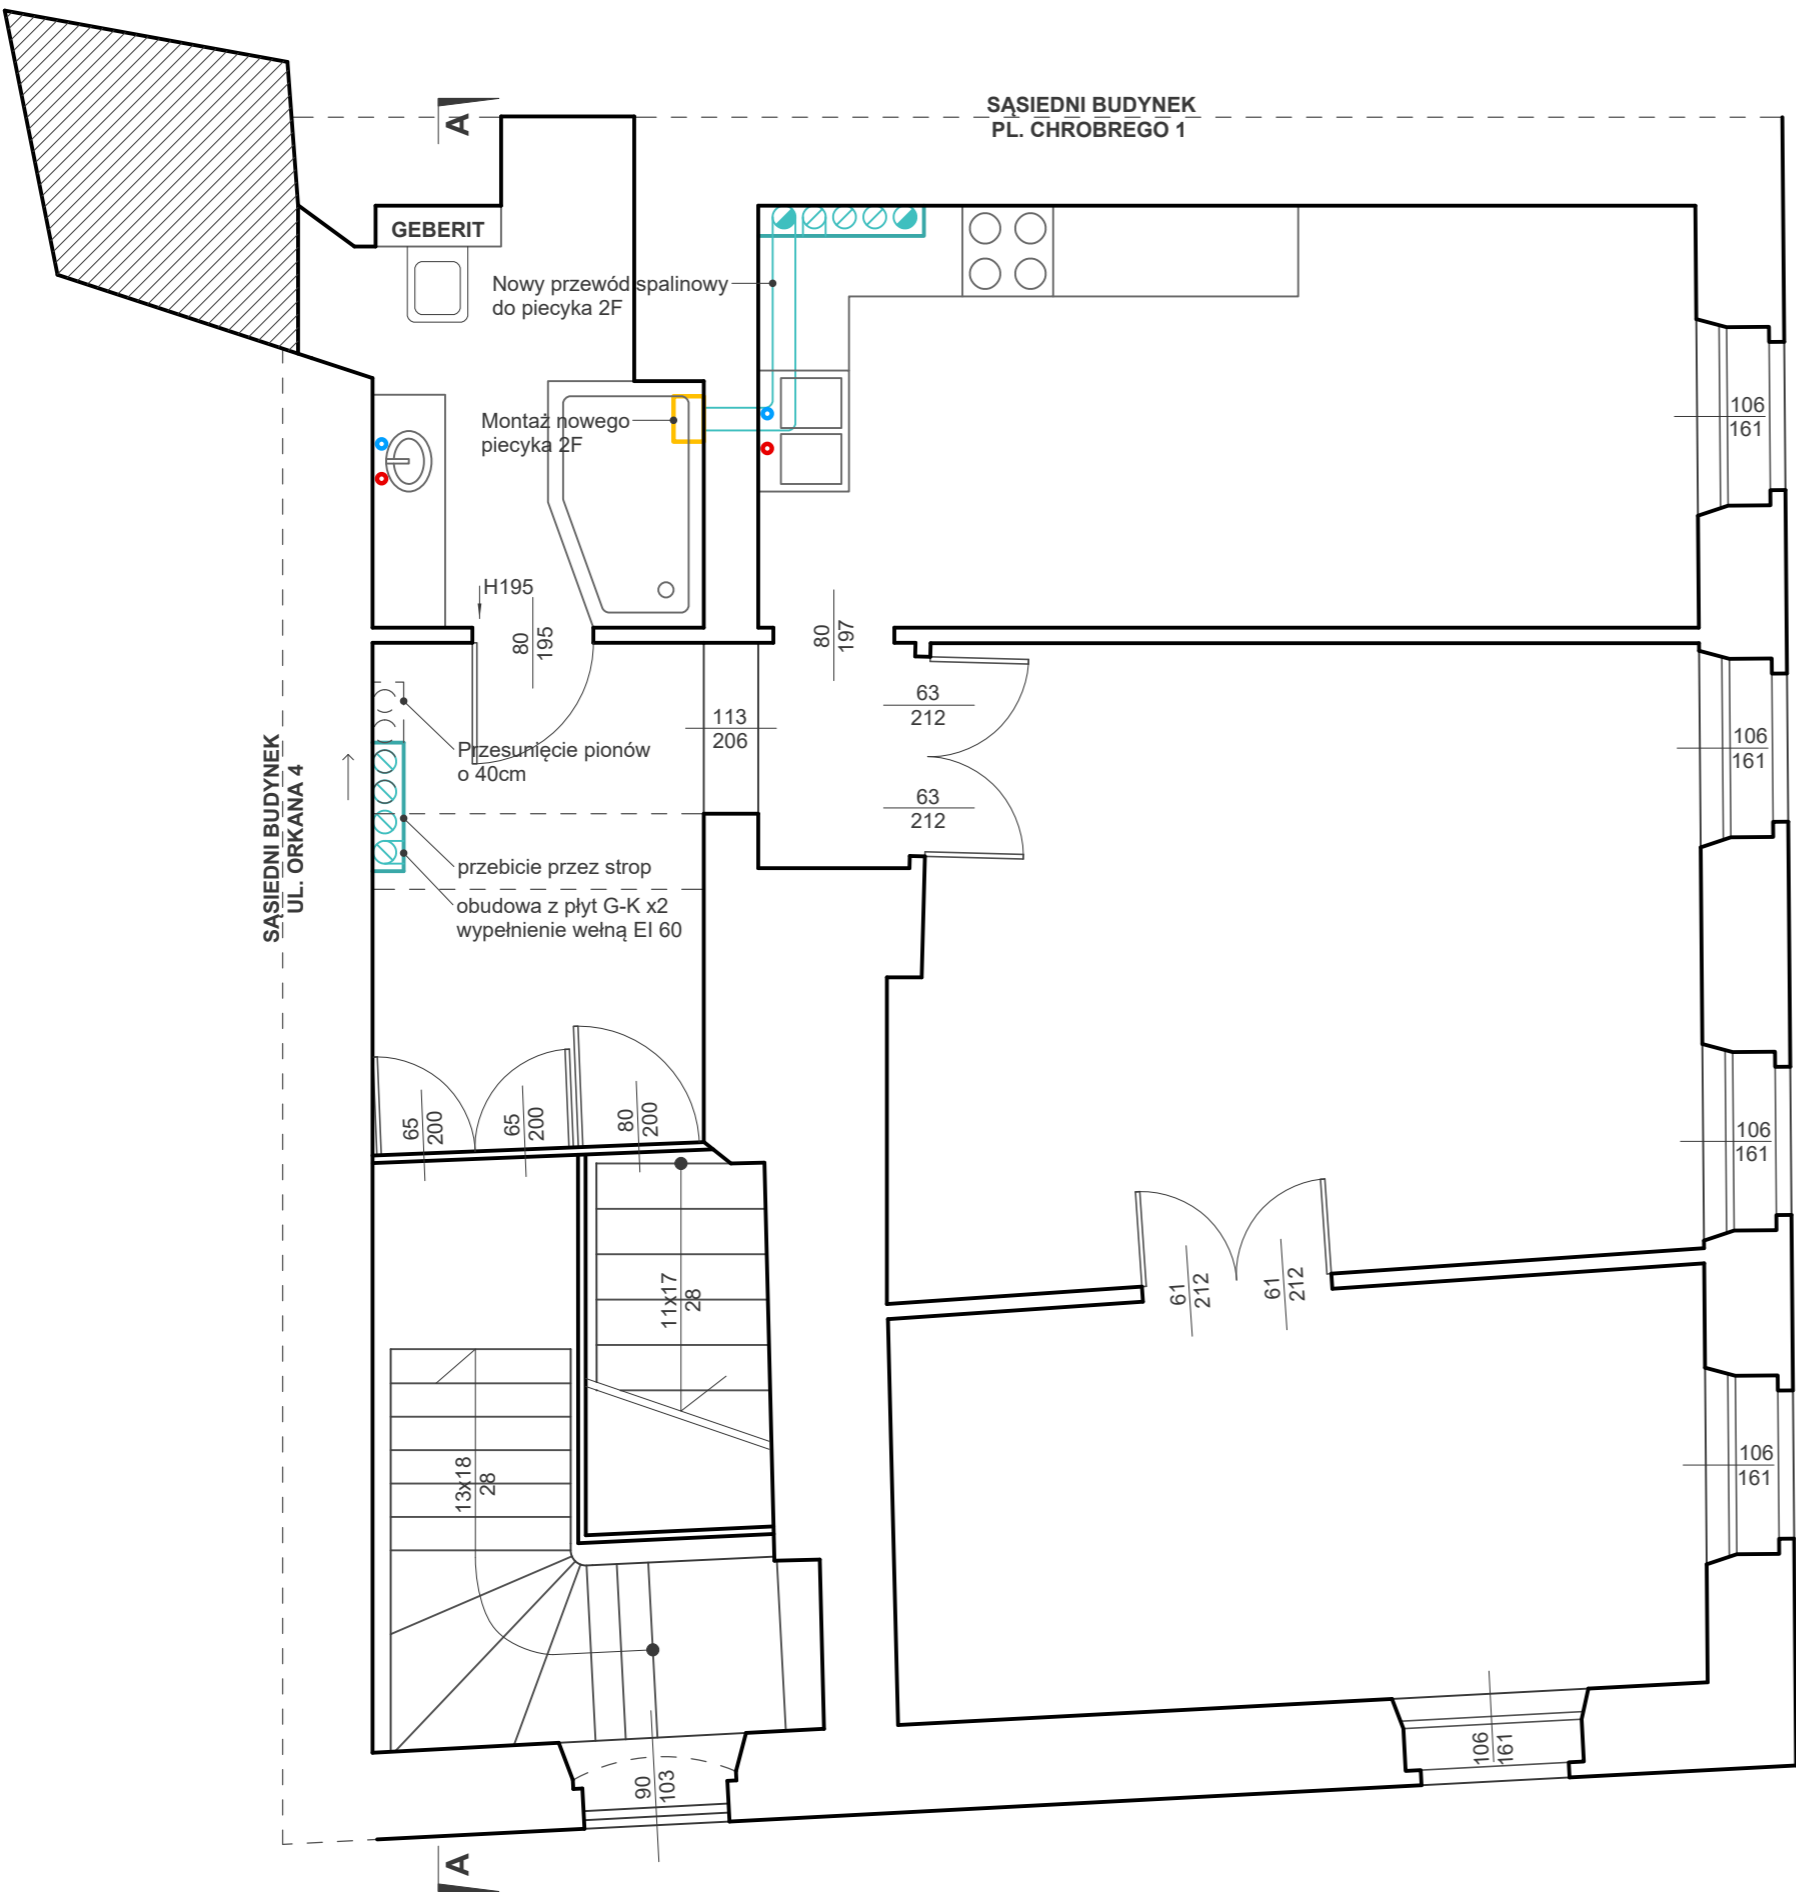 A
SĄSIEDNI BUDYNEK
PL. CHROBREGO 1
GEBERIT
Nowy przewód spalinowy
do piecyka 2F
Montaż nowego
piecyka 2F
106
161
H195
80
195
80
197
63
212
113
206
106
161
Przesunięcie pionów
o 40cm
63
212
SĄSIEDNI BUDYNEK
UL. ORKANA 4
przebicie przez strop
obudowa z płyt G-K x2
wypełnienie wełną EI 60
65
200
65
200
80
200
106
161
11x17
28
61
212
61
212
13x18
28
106
161
106
161
90
103
A